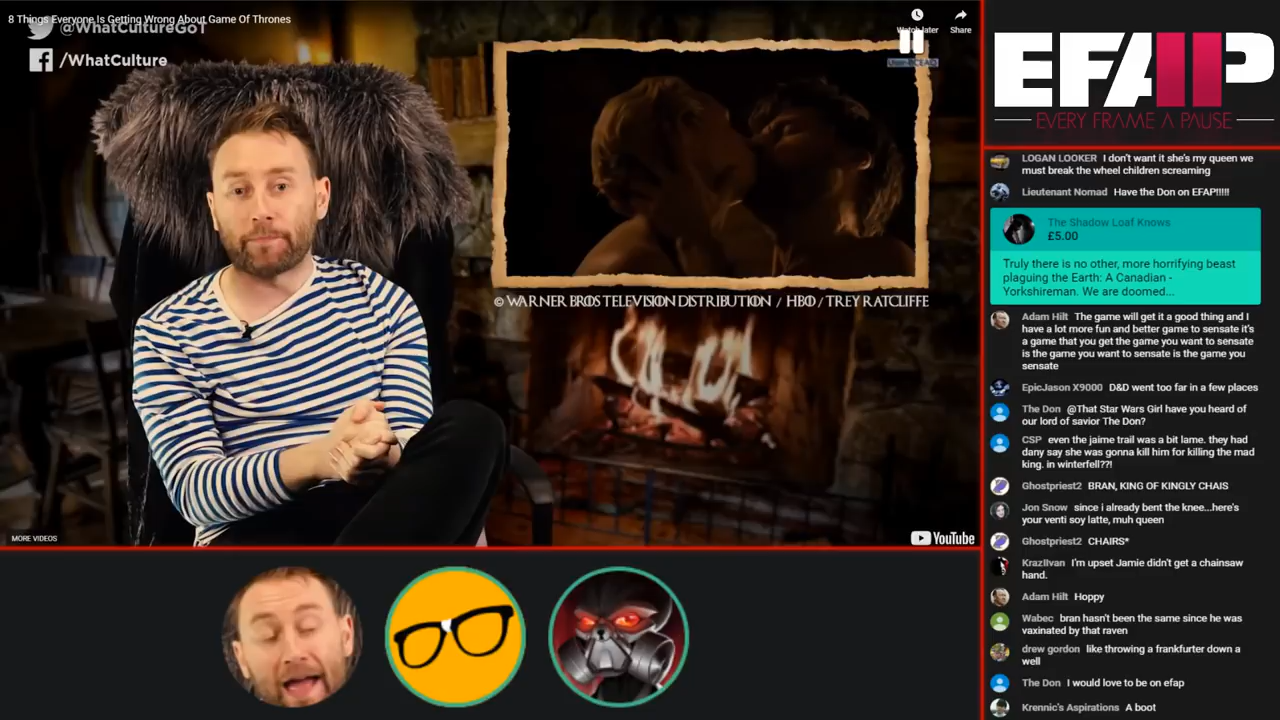 8 Things Everyone Is Getting Wrong About Game Of Thrones
@WhatCultureGoT
/WhatCulture
Watch later
Share
© WARNER BROS TELEVISION DISTRIBUTION / HBO / TREY RATCLIFFE
MORE VIDEOS
YouTube
EFAP
EVERY FRAME A PAUSE
LOGAN LOOKER I don't want it she's my queen we
must break the wheel children screaming
Lieutenant Nomad Have the Don on EFAP!!!!!
The Shadow Loaf Knows
£5.00
Truly there is no other, more horrifying beast
plaguing the Earth: A Canadian -
Yorkshireman. We are doomed...
Adam Hilt The game will get it a good thing and I
have a lot more fun and better game to sensate it's
a game that you get the game you want to sensate
is the game you want to sensate is the game you
sensate
EpicJason X9000 D&D went too far in a few places
The Don @That Star Wars Girl have you heard of
our lord of savior The Don?
CSP even the jaime trail was a bit lame. they had
dany say she was gonna kill him for killing the mad
king. in winterfell??!
Ghostpriest2 BRAN, KING OF KINGLY CHAIS
Jon Snow since i already bent the knee...here's
your venti soy latte, muh queen
Ghostpriest2 CHAIRS*
KrazIIvan I'm upset Jamie didn't get a chainsaw
hand.
Adam Hilt Hoppy
Wabec bran hasn't been the same since he was
vaxinated by that raven
drew gordon like throwing a frankfurter down a
well
The Don I would love to be on efap
Krennic's Aspirations A boot